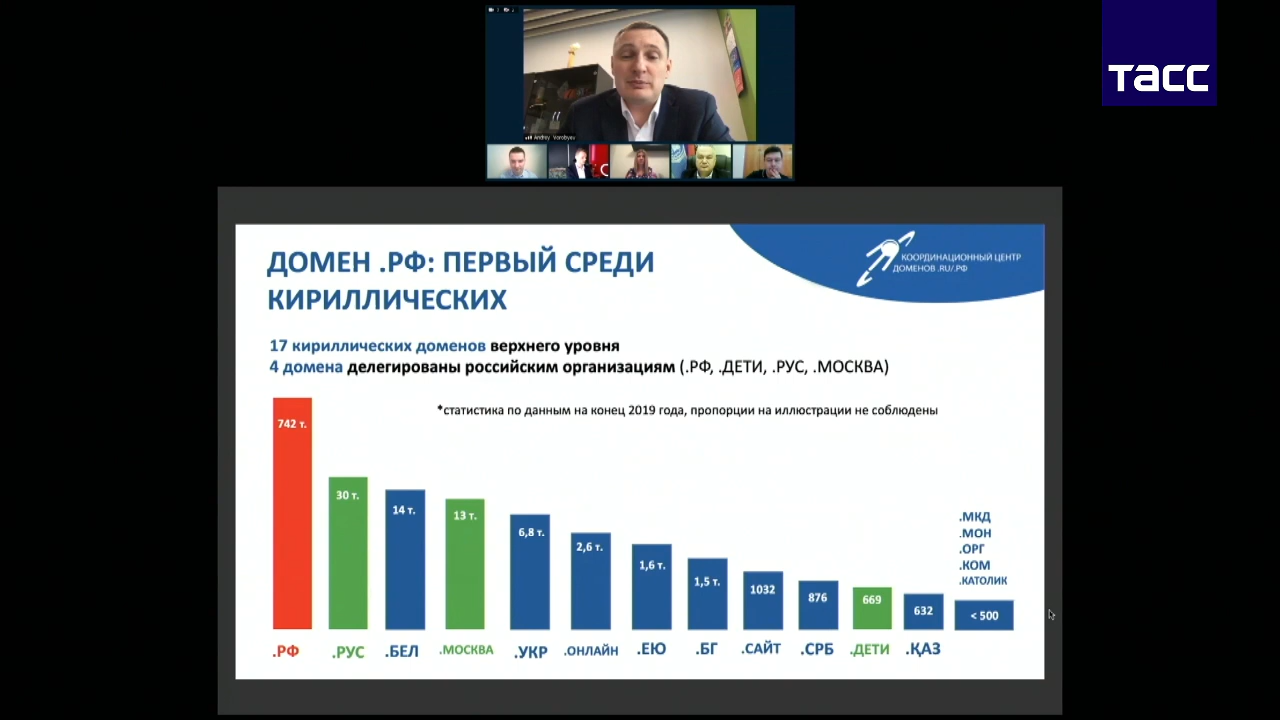 Andrey Vorobyev
ТАСС
КООРДИНАЦИОННЫЙ ЦЕНТР
ДОМЕНОВ .RU/.РФ
ДОМЕН .РФ: ПЕРВЫЙ СРЕДИ
КИРИЛЛИЧЕСКИХ
17 кириллических доменов верхнего уровня
4 домена делегированы российским организациям (.РФ, .ДЕТИ, .РУС, .МОСКВА)
*статистика по данным на конец 2019 года, пропорции на иллюстрации не соблюдены
742 т.
30 т.
14 т.
13 т.
6,8 т.
2,6 т.
1,6 т.
1,5 т.
1032
876
669
632
.МКД
.МОН
.ОРГ
.КОМ
.КАТОЛИК
< 500
.РФ
.РУС
.БЕЛ
.МОСКВА
.УКР
.ОНЛАЙН
.ЕЮ
.БГ
.САЙТ
.СРБ
.ДЕТИ
.ҚАЗ